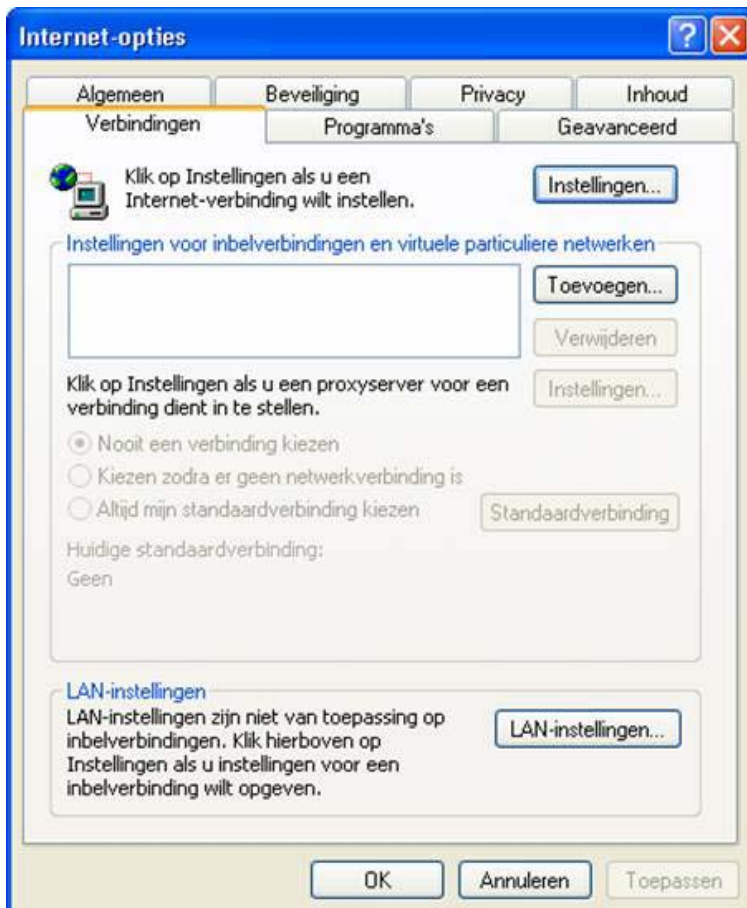 Internet-opties
Algemeen
Beveiliging
Privacy
Inhoud
Verbindingen
Programma's
Geavanceerd
Klik op Instellingen als u een
Internet-verbinding wilt instellen.
Instellingen...
Instellingen voor inbelverbindingen en virtuele particuliere netwerken
Toevoegen...
Verwijderen
Klik op Instellingen als u een proxyserver voor een
verbinding dient in te stellen.
Instellingen...
Nooit een verbinding kiezen
Kiezen zodra er geen netwerkverbinding is
Altijd mijn standaardverbinding kiezen
Standaardverbinding
Huidige standaardverbinding:
Geen
LAN-instellingen
LAN-instellingen zijn niet van toepassing op
inbelverbindingen. Klik hierboven op
Instellingen als u instellingen voor een
inbelverbinding wilt opgeven.
LAN-instellingen...
OK
Annuleren
Toepassen